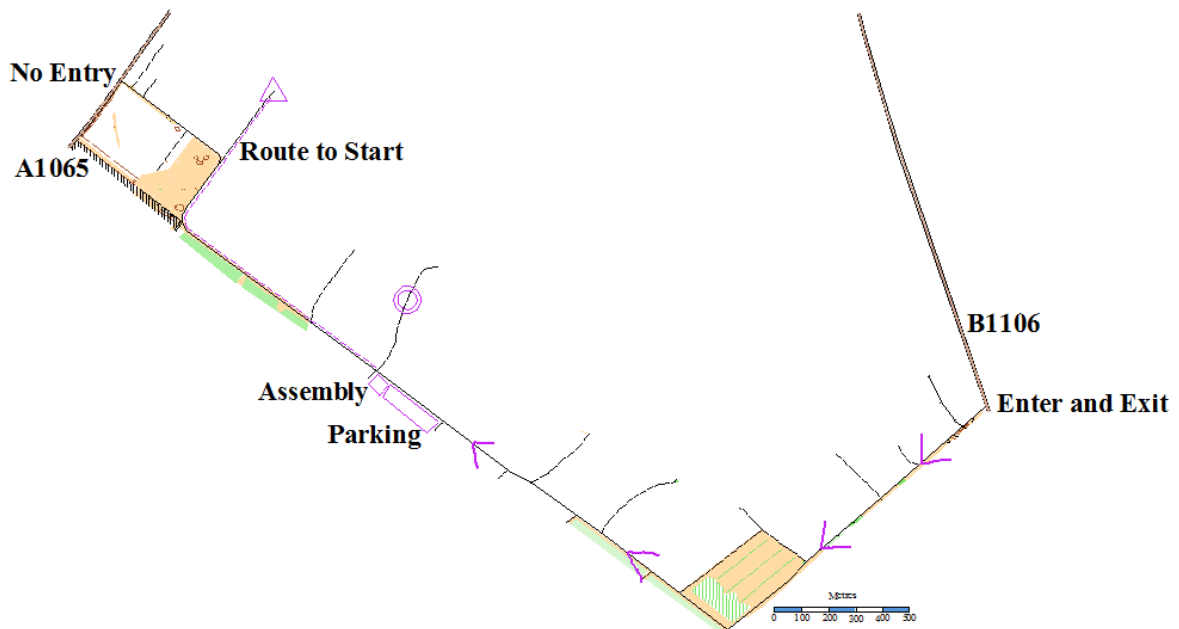 No Entry
A1065
Route to Start
B1106
Assembly
Enter and Exit
Parking
Metres
0 100 200 300 400 500